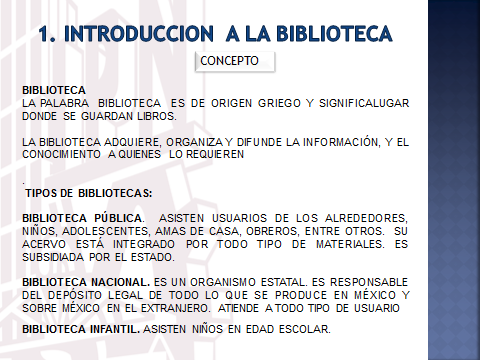 1. INTRODUCCION A LA BIBLIOTECA
CONCEPTO
BIBLIOTECA
LA PALABRA BIBLIOTECA ES DE ORIGEN GRIEGO Y SIGNIFICALUGAR
DONDE SE GUARDAN LIBROS.
LA BIBLIOTECA ADQUIERE, ORGANIZA Y DIFUNDE LA INFORMACIÓN, Y EL
CONOCIMIENTO A QUIENES LO REQUIEREN
.
TIPOS DE BIBLIOTECAS:
BIBLIOTECA PÚBLICA. ASISTEN USUARIOS DE LOS ALREDEDORES,
NIÑOS, ADOLESCENTES, AMAS DE CASA, OBREROS, ENTRE OTROS. SU
ACERVO ESTÁ INTEGRADO POR TODO TIPO DE MATERIALES. ES
SUBSIDIADA POR EL ESTADO.
BIBLIOTECA NACIONAL. ES UN ORGANISMO ESTATAL. ES RESPONSABLE
DEL DEPÓSITO LEGAL DE TODO LO QUE SE PRODUCE EN MÉXICO Y
SOBRE MÉXICO EN EL EXTRANJERO. ATIENDE A TODO TIPO DE USUARIO
BIBLIOTECA INFANTIL. ASISTEN NIÑOS EN EDAD ESCOLAR.